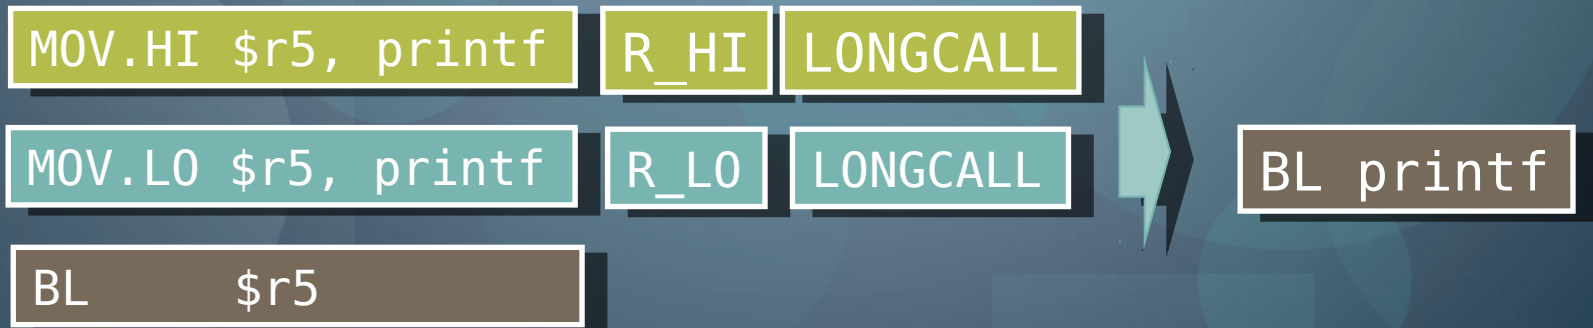 MOV.HI $r5, printf R_HI LONGCALL
MOV.LO $r5, printf R_LO LONGCALL
BL printf
BL $r5